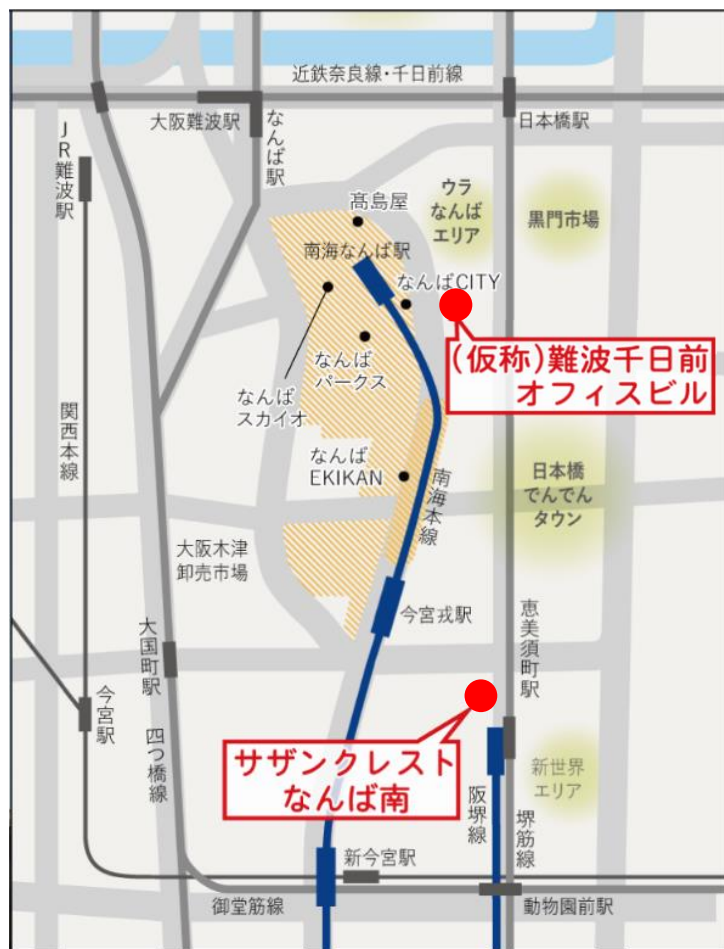 近鉄奈良線・千日前線
大阪難波駅
なんば駅
日本橋駅
JR難波駅
髙島屋
ウラ
なんば
エリア
黒門市場
南海なんば駅
なんばCITY
(仮称)難波千日前
オフィスビル
なんば
パークス
なんば
スカイオ
関西本線
なんば
EKIKAN
南海本線
日本橋
でんでん
タウン
大阪木津
卸売市場
今宮戎駅
恵美須町駅
大国町駅
今宮駅
四つ橋線
サザンクレスト
なんば南
阪堺線
堺筋線
新世界
エリア
新今宮駅
御堂筋線
動物園前駅